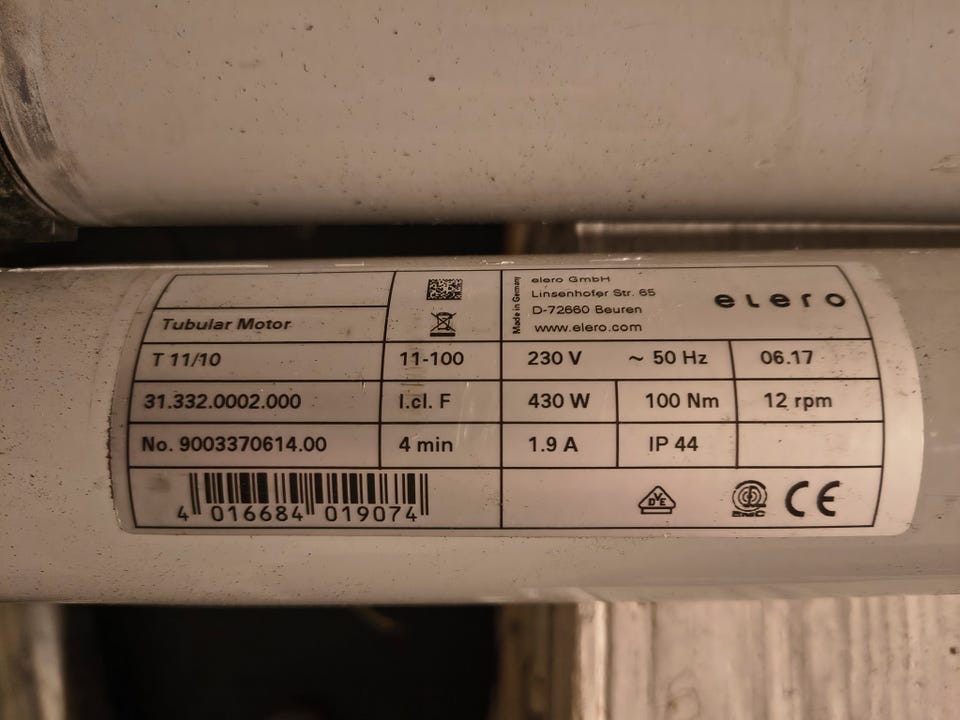 Tubular Motor
Made in Germany
elero GmbH
Linsenhofer Str. 65
D-72660 Beuren
www.elero.com
elero
T 11/10 11-100 230 V ~ 50 Hz 06.17
31.332.0002.000 I.cl. F 430 W 100 Nm 12 rpm
No. 9003370614.00 4 min 1.9 A IP 44
4 016684 019074
VDE
EMC
CE